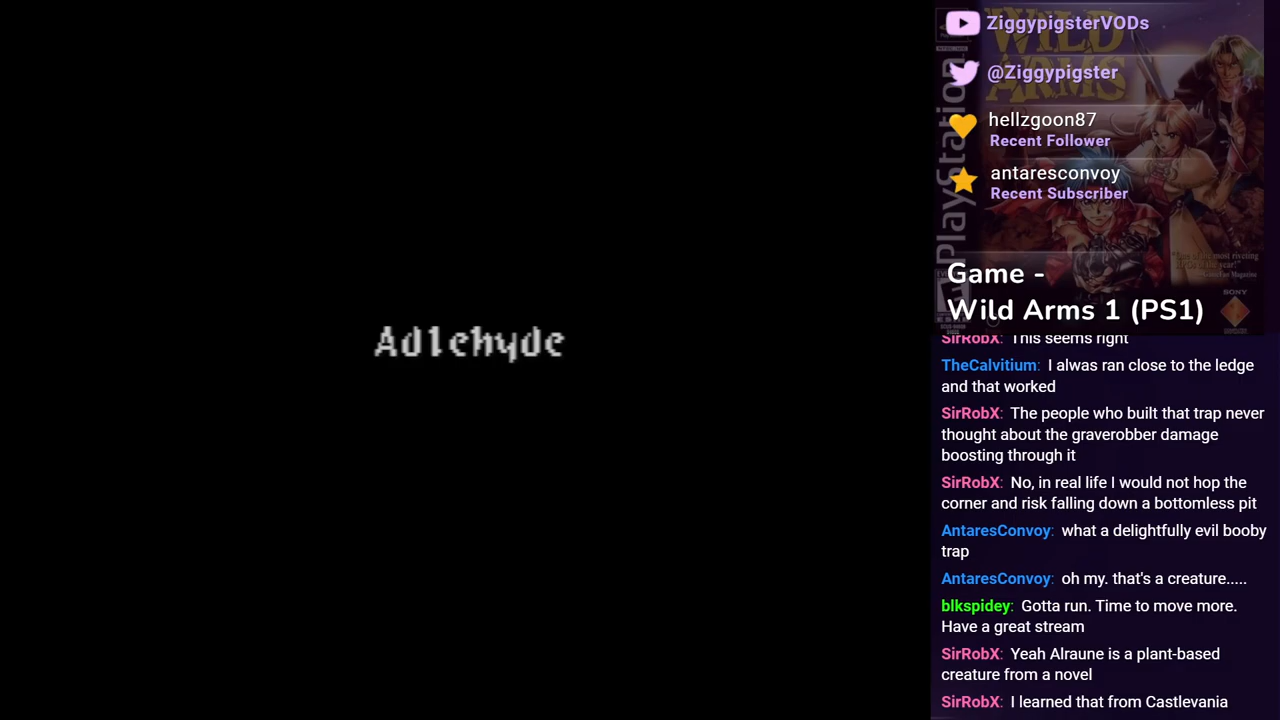 Adlehyde
ZiggypigsterVODs
@Ziggypigster
hellzgoon87
Recent Follower
antaresconvoy
Recent Subscriber
WILD
ARMS
PlayStation
SONY
Game -
Wild Arms 1 (PS1)
SirRobX: This seems right
TheCalvitium: I alwas ran close to the ledge
and that worked
SirRobX: The people who built that trap never
thought about the graverobber damage
boosting through it
SirRobX: No, in real life I would not hop the
corner and risk falling down a bottomless pit
AntaresConvoy: what a delightfully evil booby
trap
AntaresConvoy: oh my. that's a creature.....
blkspidey: Gotta run. Time to move more.
Have a great stream
SirRobX: Yeah Alraune is a plant-based
creature from a novel
SirRobX: I learned that from Castlevania